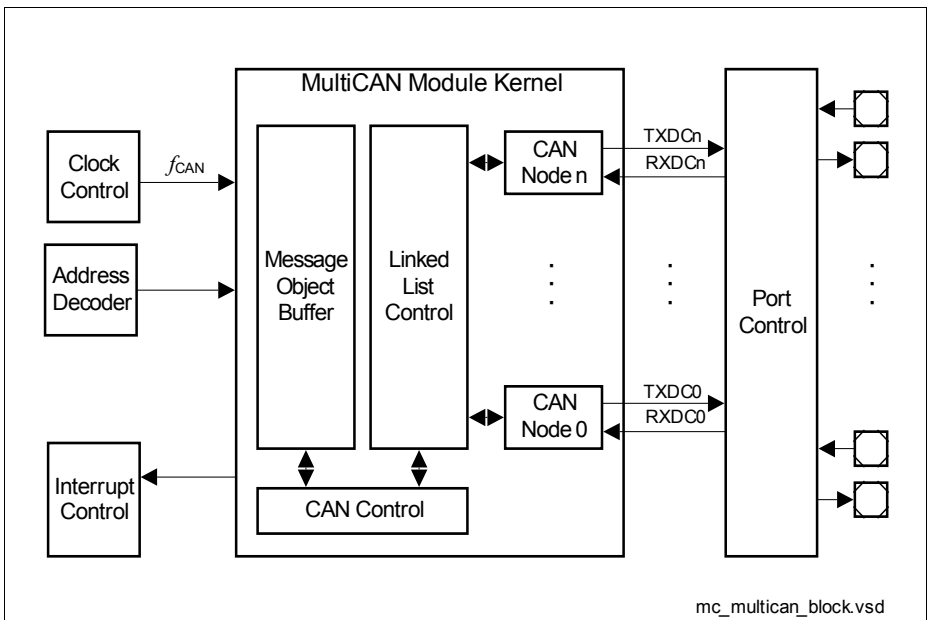 MultiCAN Module Kernel
Clock
Control
fCAN
Address
Decoder
Interrupt
Control
Message
Object
Buffer
Linked
List
Control
CAN Control
CAN
Node n
CAN
Node 0
TXDCn
RXDCn
TXDC0
RXDC0
Port
Control
mc_multican_block.vsd